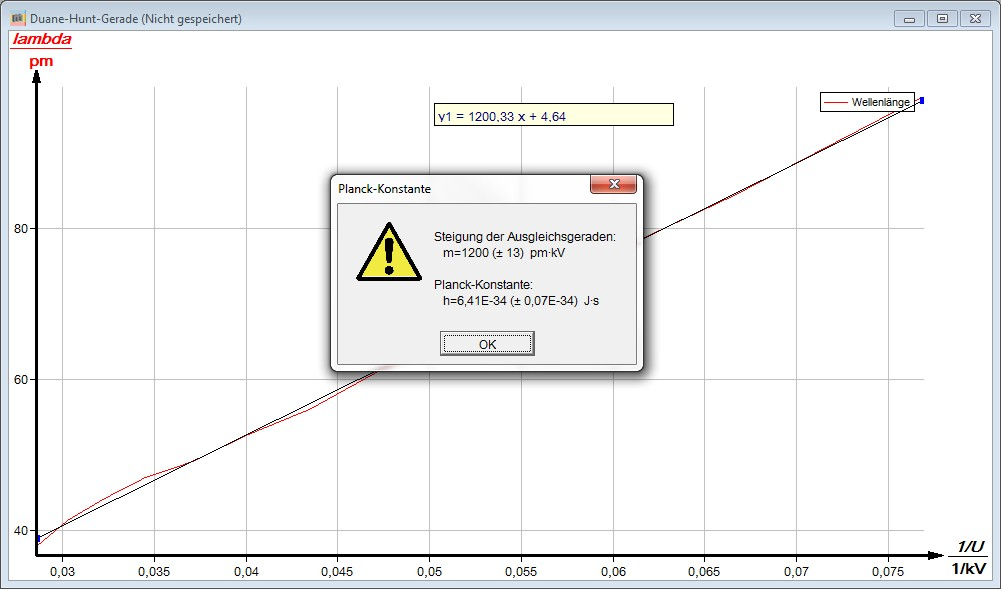 Duane-Hunt-Gerade (Nicht gespeichert)
lambda
pm
y1 = 1200,33 x + 4,64
Wellenlänge
Planck-Konstante
Steigung der Ausgleichsgeraden:
m=1200 (± 13) pm·kV
Planck-Konstante:
h=6,41E-34 (± 0,07E-34) J·s
OK
80
60
40
0,03
0,035
0,04
0,045
0,05
0,055
0,06
0,065
0,07
0,075
1/U
1/kV